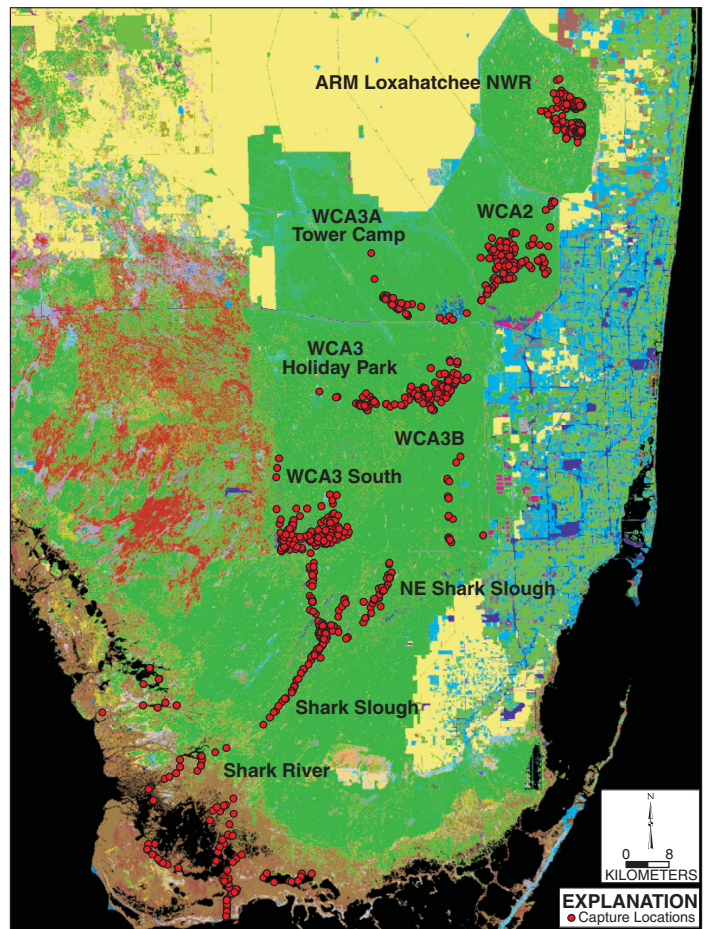 ARM Loxahatchee NWR
WCA3A
Tower Camp
WCA2
WCA3
Holiday Park
WCA3B
WCA3 South
NE Shark Slough
Shark Slough
Shark River
N
0 8
KILOMETERS
EXPLANATION
Capture Locations